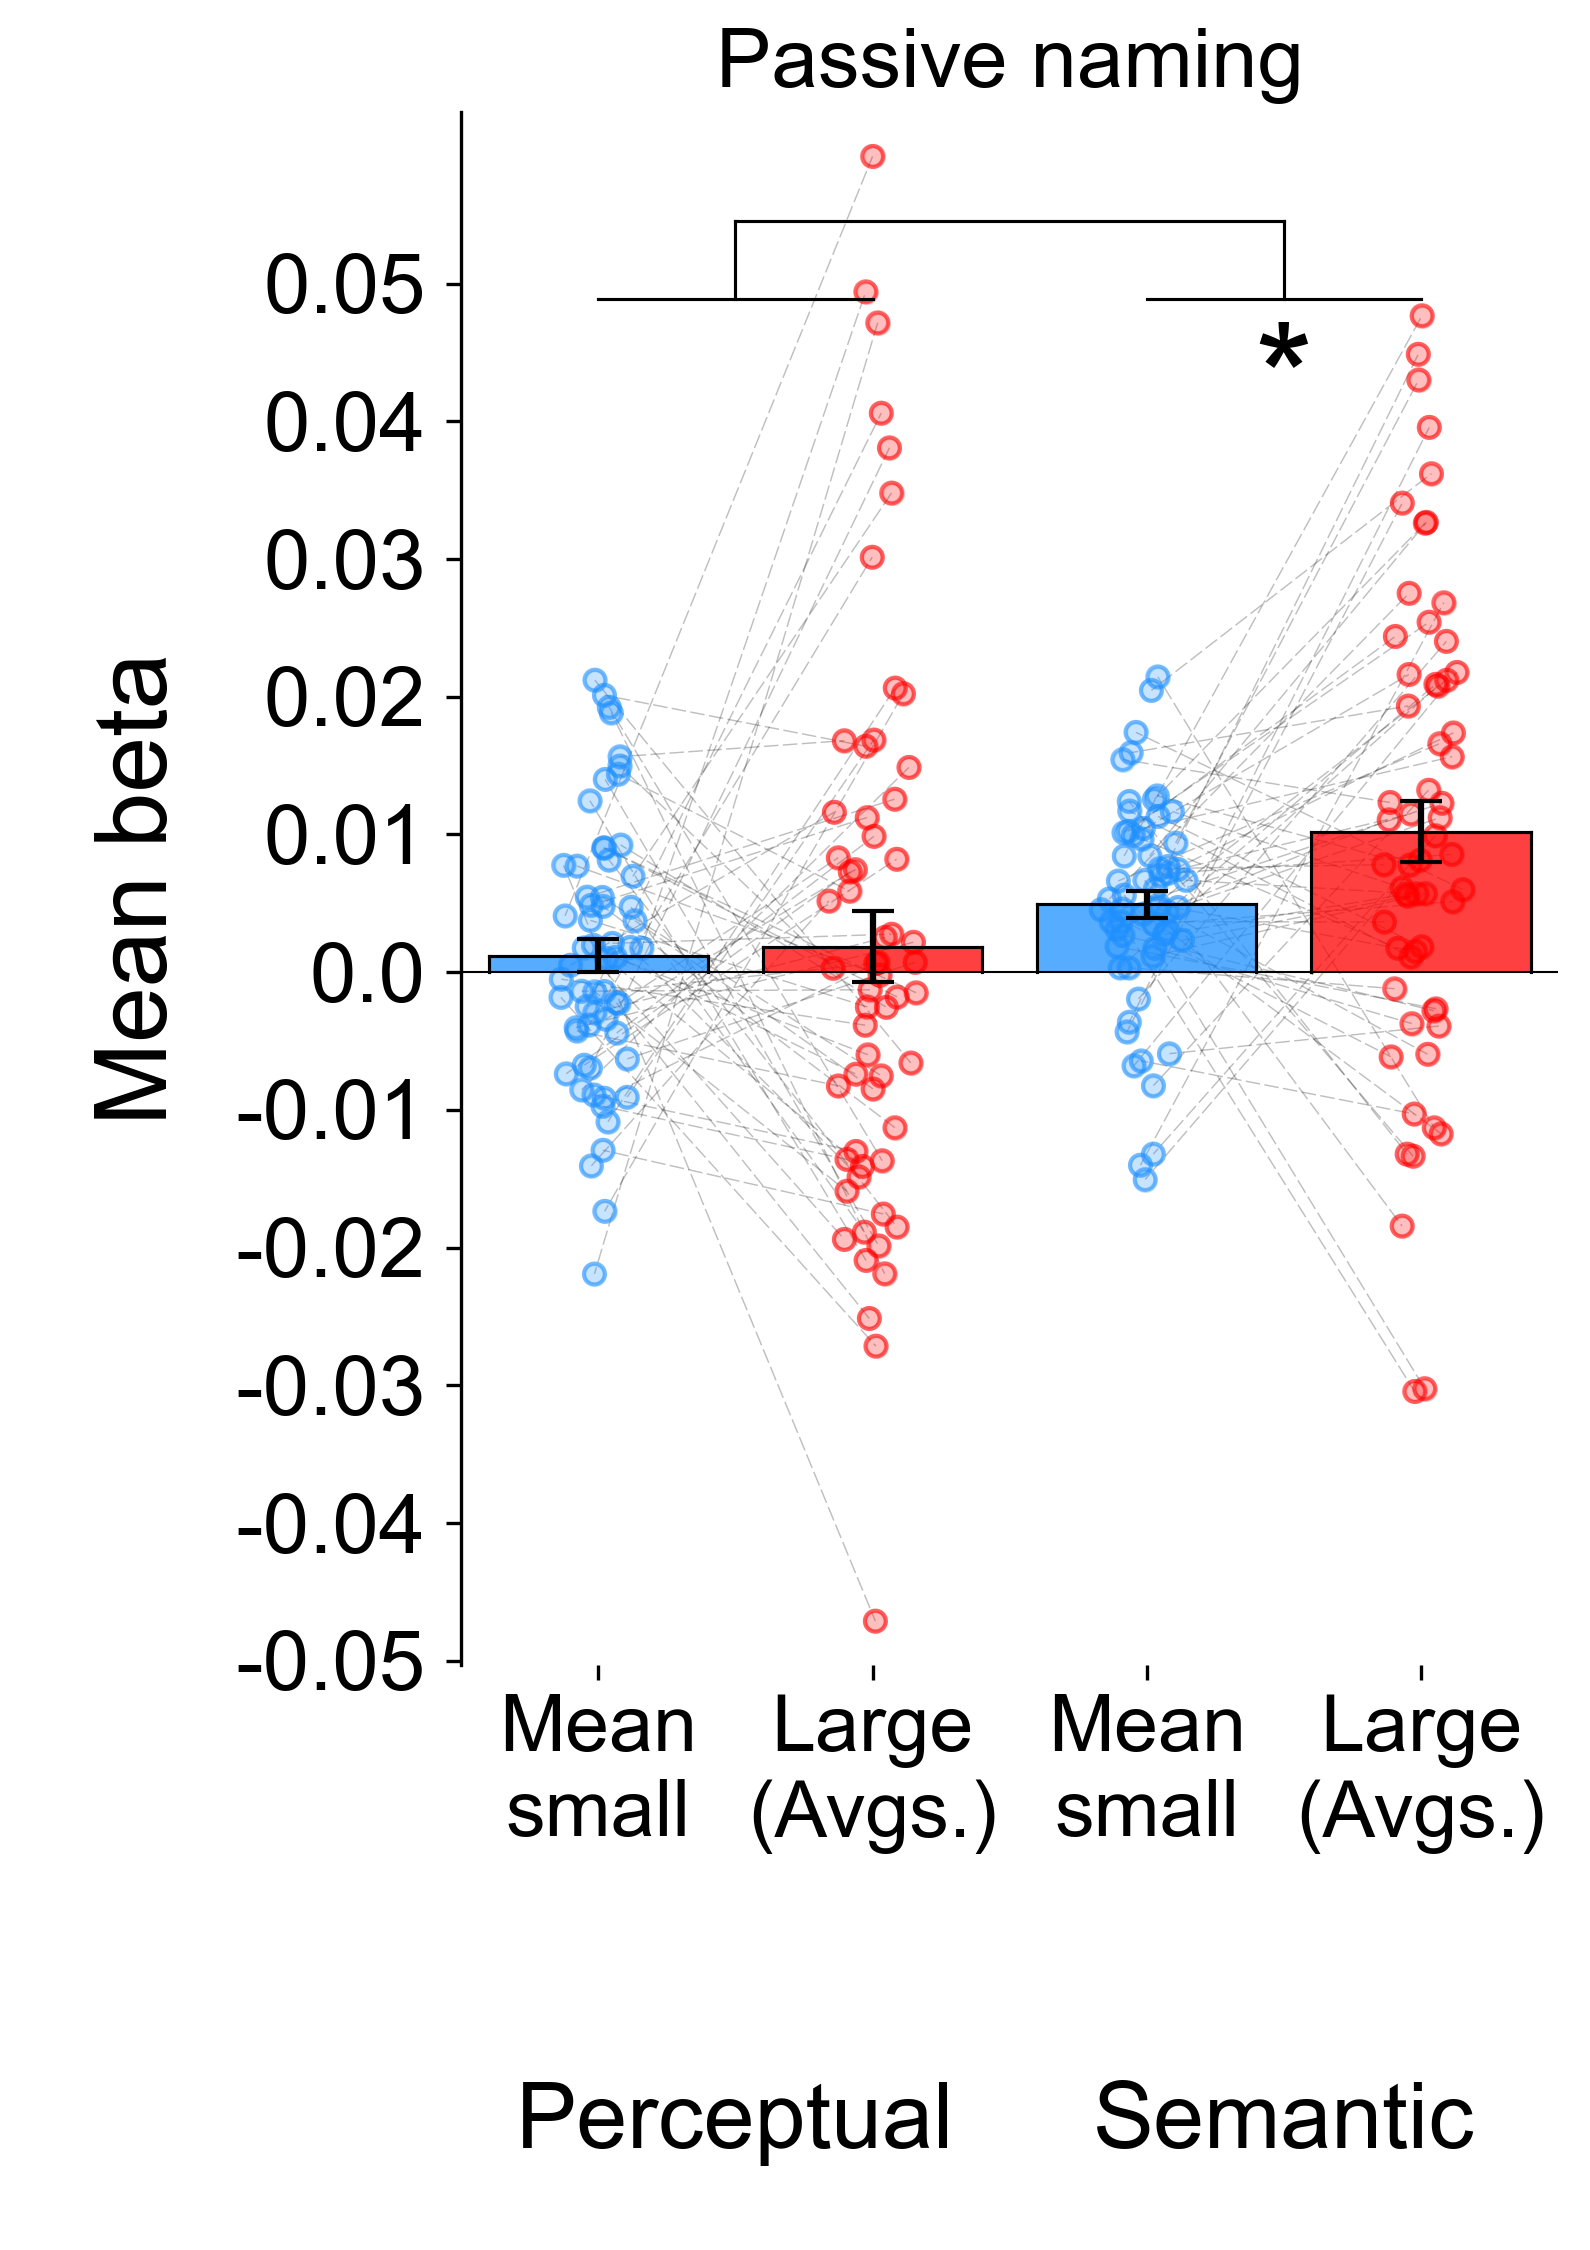 Passive naming
Mean beta
0.05
0.04
0.03
0.02
0.01
0.0
-0.01
-0.02
-0.03
-0.04
-0.05
*
Mean
small
Large
(Avgs.)
Mean
small
Large
(Avgs.)
Perceptual
Semantic